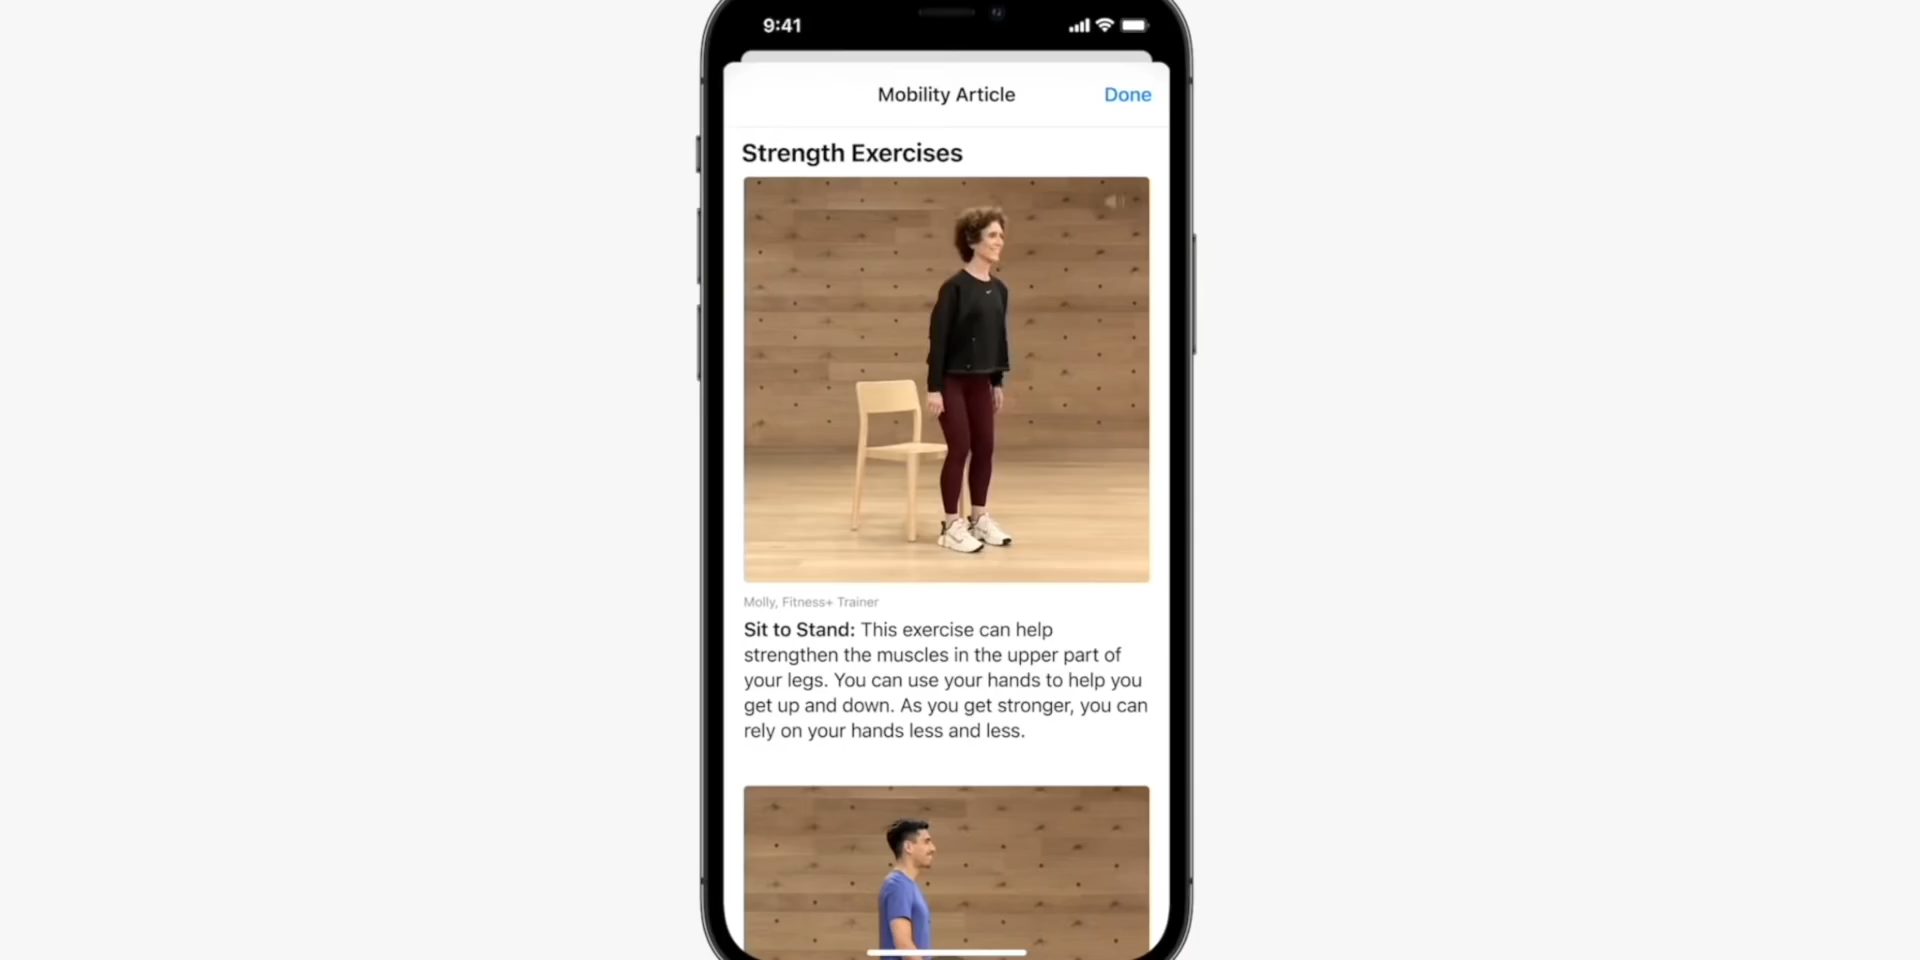 9:41
Mobility Article
Done
Strength Exercises
Molly, Fitness+ Trainer
Sit to Stand: This exercise can help
strengthen the muscles in the upper part of
your legs. You can use your hands to help you
get up and down. As you get stronger, you can
rely on your hands less and less.